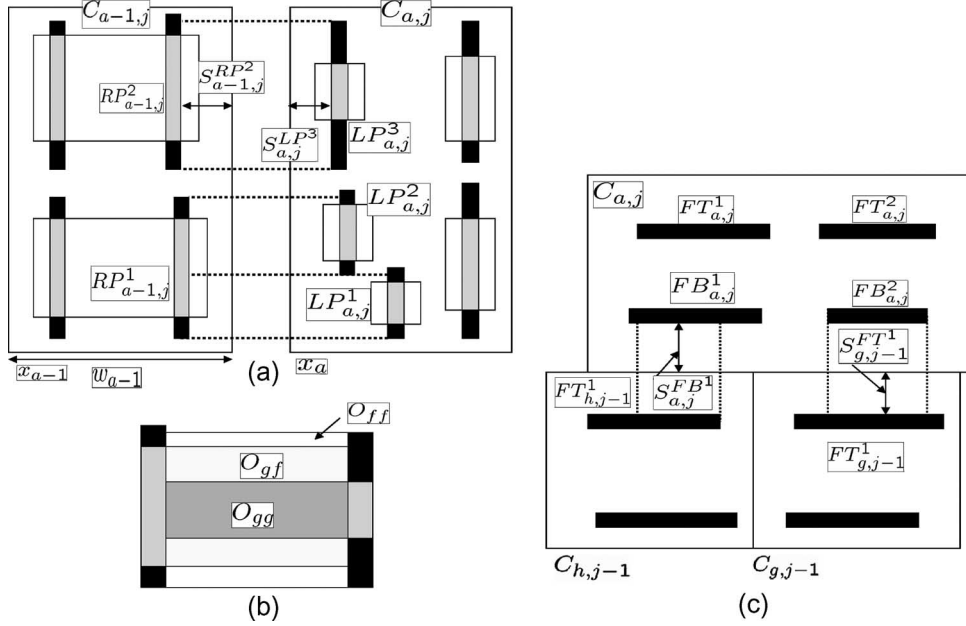 C_{a-1,j}
C_{a,j}
S^{RP^2}_{a-1,j}
RP^2_{a-1,j}
S^{LP^3}_{a,j}
LP^3_{a,j}
LP^2_{a,j}
RP^1_{a-1,j}
LP^1_{a,j}
x_{a-1}
w_{a-1}
(a)
x_a
O_{ff}
O_{gf}
O_{gg}
(b)
C_{a,j}
FT^1_{a,j}
FT^2_{a,j}
FB^1_{a,j}
FB^2_{a,j}
S^{FT^1}_{g,j-1}
FT^1_{h,j-1}
S^{FB^1}_{a,j}
FT^1_{g,j-1}
C_{h,j-1}
C_{g,j-1}
(c)